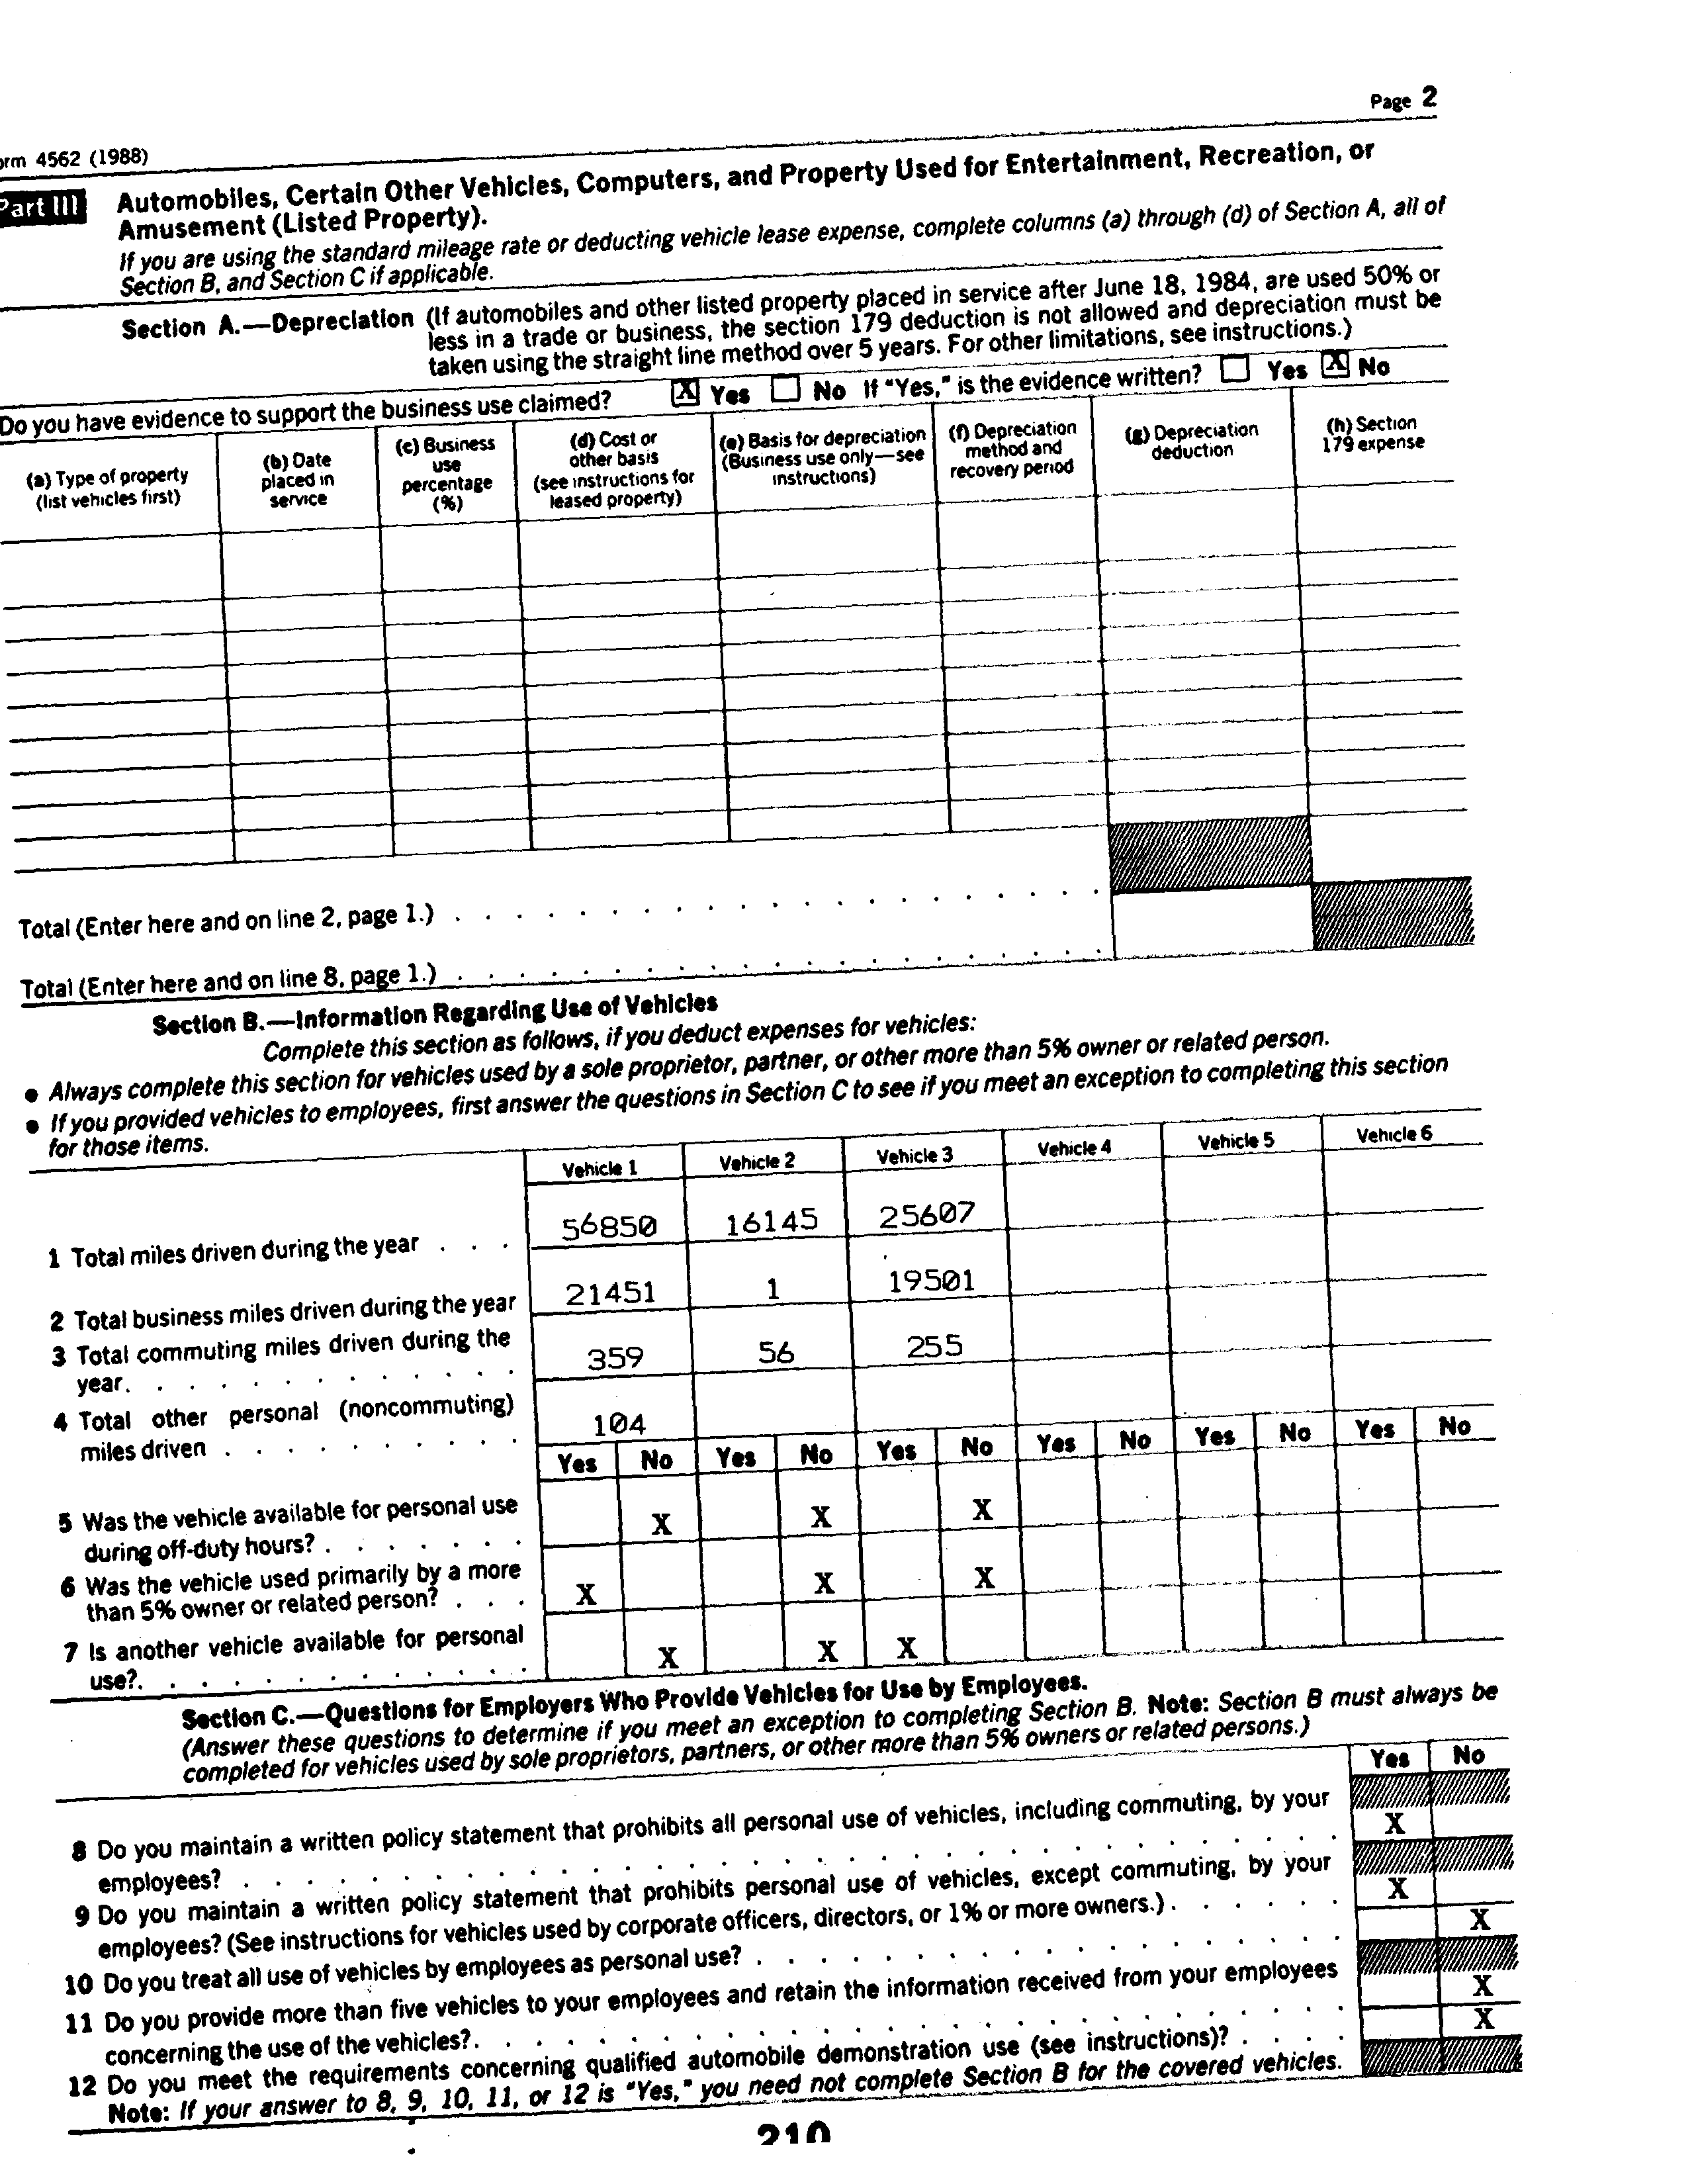 Page 2
orm 4562 (1988)
Part III Automobiles, Certain Other Vehicles, Computers, and Property Used for Entertainment, Recreation, or
Amusement (Listed Property).
If you are using the standard mileage rate or deducting vehicle lease expense, complete columns (a) through (d) of Section A, all of
Section B, and Section C if applicable.
Section A.—Depreciation (If automobiles and other listed property placed in service after June 18, 1984, are used 50% or
less in a trade or business, the section 179 deduction is not allowed and depreciation must be
taken using the straight line method over 5 years. For other limitations, see instructions.)
Do you have evidence to support the business use claimed? X Yes No If "Yes," is the evidence written? Yes X No
(a) Type of property
(list vehicles first)
(b) Date
placed in
service
(c) Business
use
percentage
(%)
(d) Cost or
other basis
(see instructions for
leased property)
(e) Basis for depreciation
(Business use only—see
instructions)
(f) Depreciation
method and
recovery period
(g) Depreciation
deduction
(h) Section
179 expense
Total (Enter here and on line 2, page 1.) . . . . . . . . . . . . . . . . . . . . .
Total (Enter here and on line 8, page 1.) . . . . . . . . . . . . . . . . . . . . .
Section B.—Information Regarding Use of Vehicles
Complete this section as follows, if you deduct expenses for vehicles:
● Always complete this section for vehicles used by a sole proprietor, partner, or other more than 5% owner or related person.
● If you provided vehicles to employees, first answer the questions in Section C to see if you meet an exception to completing this section
for those items.
Vehicle 1 Vehicle 2 Vehicle 3 Vehicle 4 Vehicle 5 Vehicle 6
1 Total miles driven during the year . . . 56850 16145 25607
2 Total business miles driven during the year 21451 1 19501
3 Total commuting miles driven during the
year. . . . . . . . . . . . . 359 56 255
4 Total other personal (noncommuting)
miles driven . . . . . . . . . . 104
Yes No Yes No Yes No Yes No Yes No Yes No
5 Was the vehicle available for personal use
during off-duty hours? . . . . . . . X X X
6 Was the vehicle used primarily by a more
than 5% owner or related person? . . . X X X
7 Is another vehicle available for personal
use?. . . . . . . . . . . . . X X X
Section C.—Questions for Employers Who Provide Vehicles for Use by Employees.
(Answer these questions to determine if you meet an exception to completing Section B. Note: Section B must always be
completed for vehicles used by sole proprietors, partners, or other more than 5% owners or related persons.)
Yes No
8 Do you maintain a written policy statement that prohibits all personal use of vehicles, including commuting, by your
employees? . . . . . . . . . . . . . . . . . . . . . . . . . . . . . . . . . X
9 Do you maintain a written policy statement that prohibits personal use of vehicles, except commuting, by your
employees? (See instructions for vehicles used by corporate officers, directors, or 1% or more owners.) . . . . . . X
10 Do you treat all use of vehicles by employees as personal use? . . . . . . . . . . . . . . . . . . . X
11 Do you provide more than five vehicles to your employees and retain the information received from your employees
concerning the use of the vehicles?. . . . . . . . . . . . . . . . . . . . . . . . . . . . X
12 Do you meet the requirements concerning qualified automobile demonstration use (see instructions)? . . . . X
Note: If your answer to 8, 9, 10, 11, or 12 is "Yes," you need not complete Section B for the covered vehicles.
210